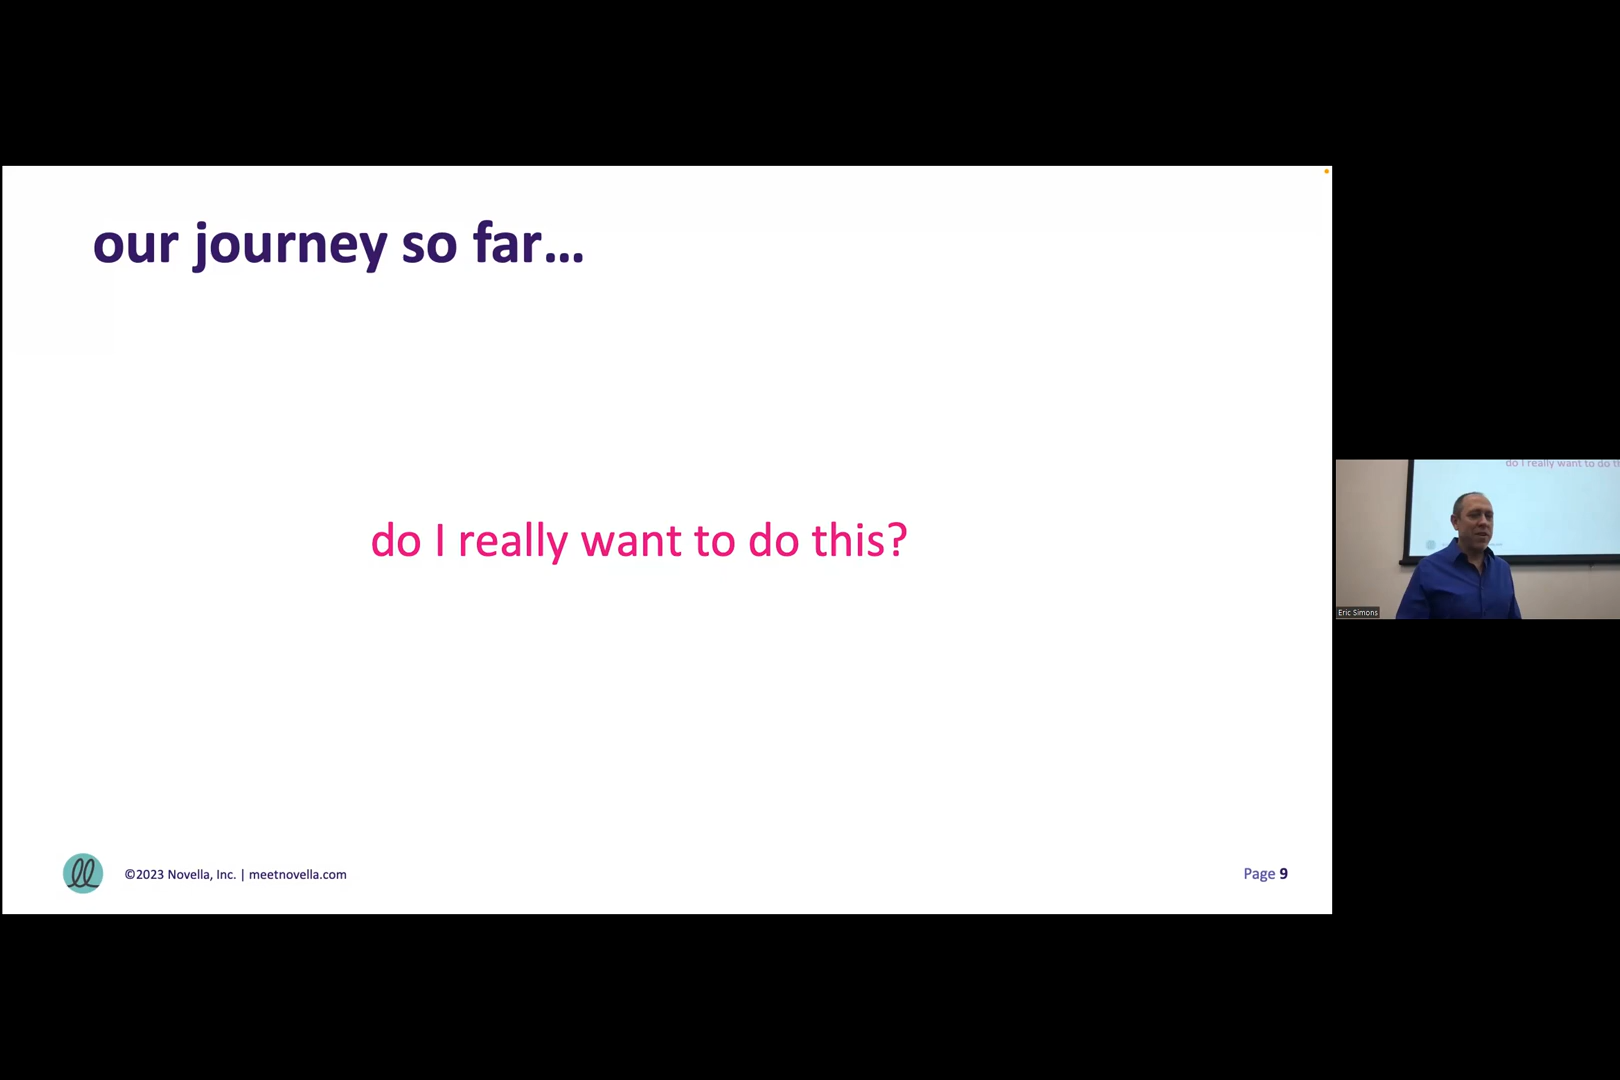 our journey so far...
do I really want to do this?
do I really want to do th
Eric Simons
©2023 Novella, Inc. | meetnovella.com
Page 9